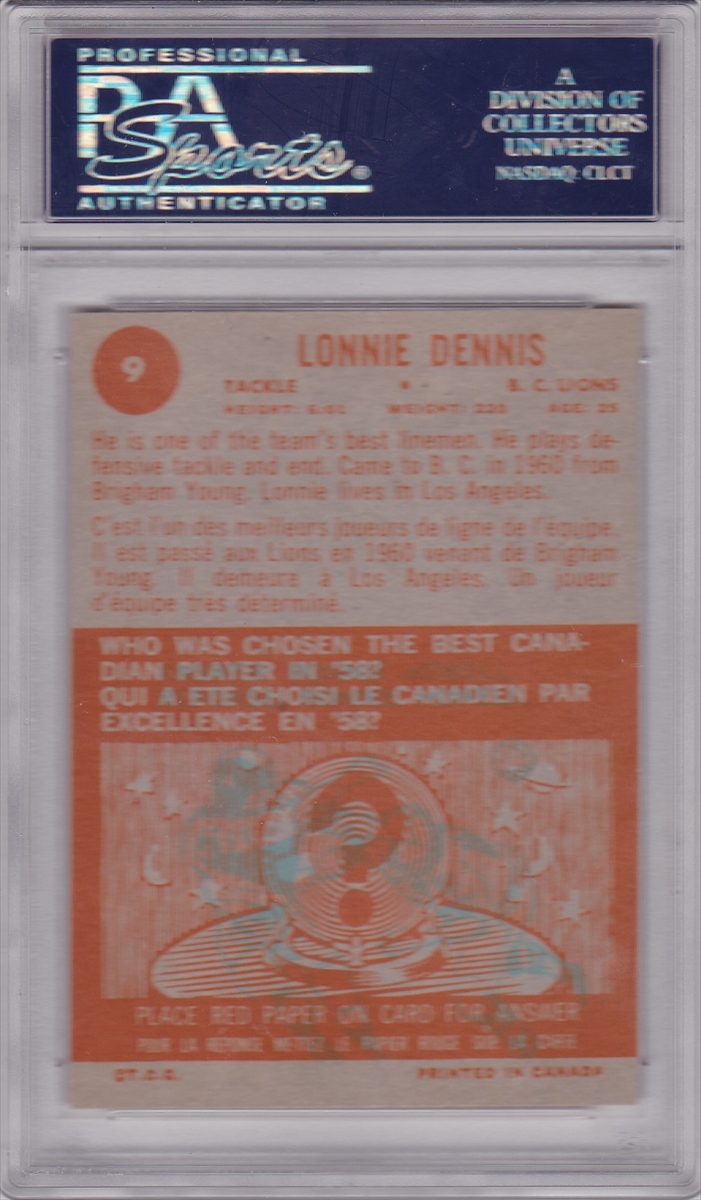 PROFESSIONAL
PSA
Sports®
AUTHENTICATOR
A
DIVISION OF
COLLECTORS
UNIVERSE
NASDAQ: CLCT
9
LONNIE DENNIS
TACKLE • B. C. LIONS
HEIGHT: 6.01 WEIGHT: 220 AGE: 25
He is one of the team's best linemen. He plays de-
fensive tackle and end. Came to B. C. in 1960 from
Brigham Young. Lonnie lives in Los Angeles.
C'est l'un des meilleurs joueurs de ligne de l'équipe.
Il est passé aux Lions en 1960 venant de Brigham
Young. Il demeure à Los Angeles. Un joueur
d'équipe très déterminé.
WHO WAS CHOSEN THE BEST CANA-
DIAN PLAYER IN '58?
QUI A ETE CHOISI LE CANADIEN PAR
EXCELLENCE EN '58?
?
PLACE RED PAPER ON CARD FOR ANSWER
POUR LA RÉPONSE METTEZ LE PAPIER ROUGE SUR LA CARTE
©T.C.G. PRINTED IN CANADA